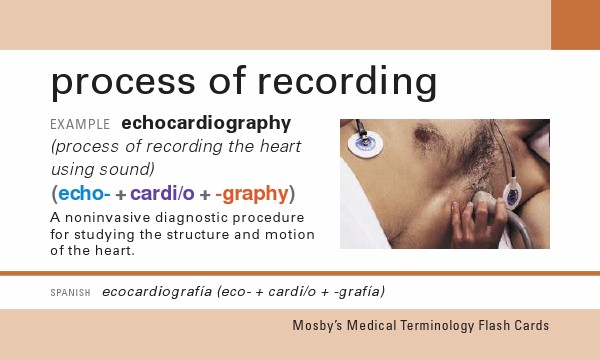 process of recording
EXAMPLE echocardiography
(process of recording the heart
using sound)
(echo- + cardi/o + -graphy)
A noninvasive diagnostic procedure
for studying the structure and motion
of the heart.
SPANISH ecocardiografía (eco- + cardi/o + -grafía)
Mosby's Medical Terminology Flash Cards